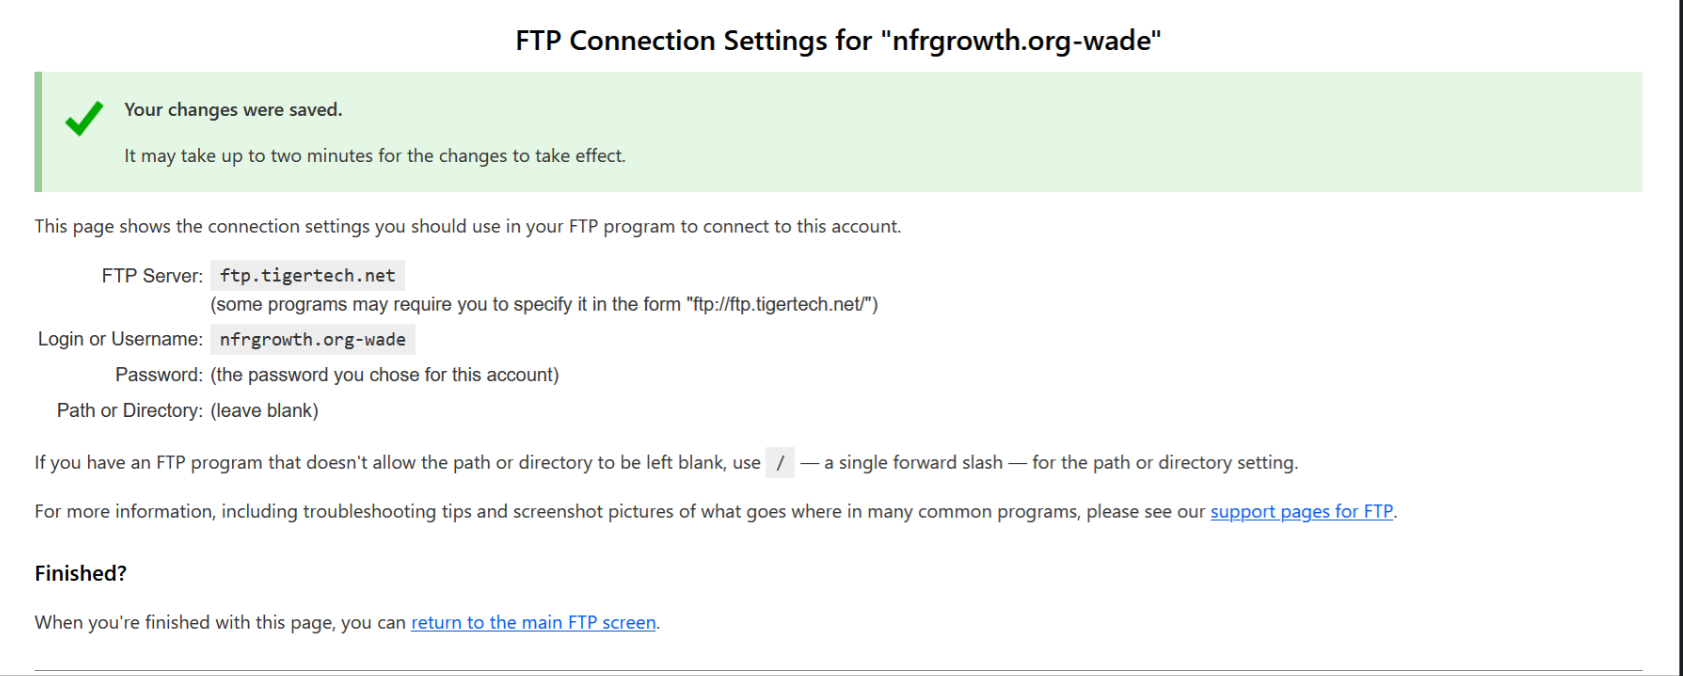 FTP Connection Settings for "nfrgrowth.org-wade"
Your changes were saved.
It may take up to two minutes for the changes to take effect.
This page shows the connection settings you should use in your FTP program to connect to this account.
FTP Server: ftp.tigertech.net
(some programs may require you to specify it in the form "ftp://ftp.tigertech.net/")
Login or Username: nfrgrowth.org-wade
Password: (the password you chose for this account)
Path or Directory: (leave blank)
If you have an FTP program that doesn't allow the path or directory to be left blank, use / — a single forward slash — for the path or directory setting.
For more information, including troubleshooting tips and screenshot pictures of what goes where in many common programs, please see our support pages for FTP.
Finished?
When you're finished with this page, you can return to the main FTP screen.